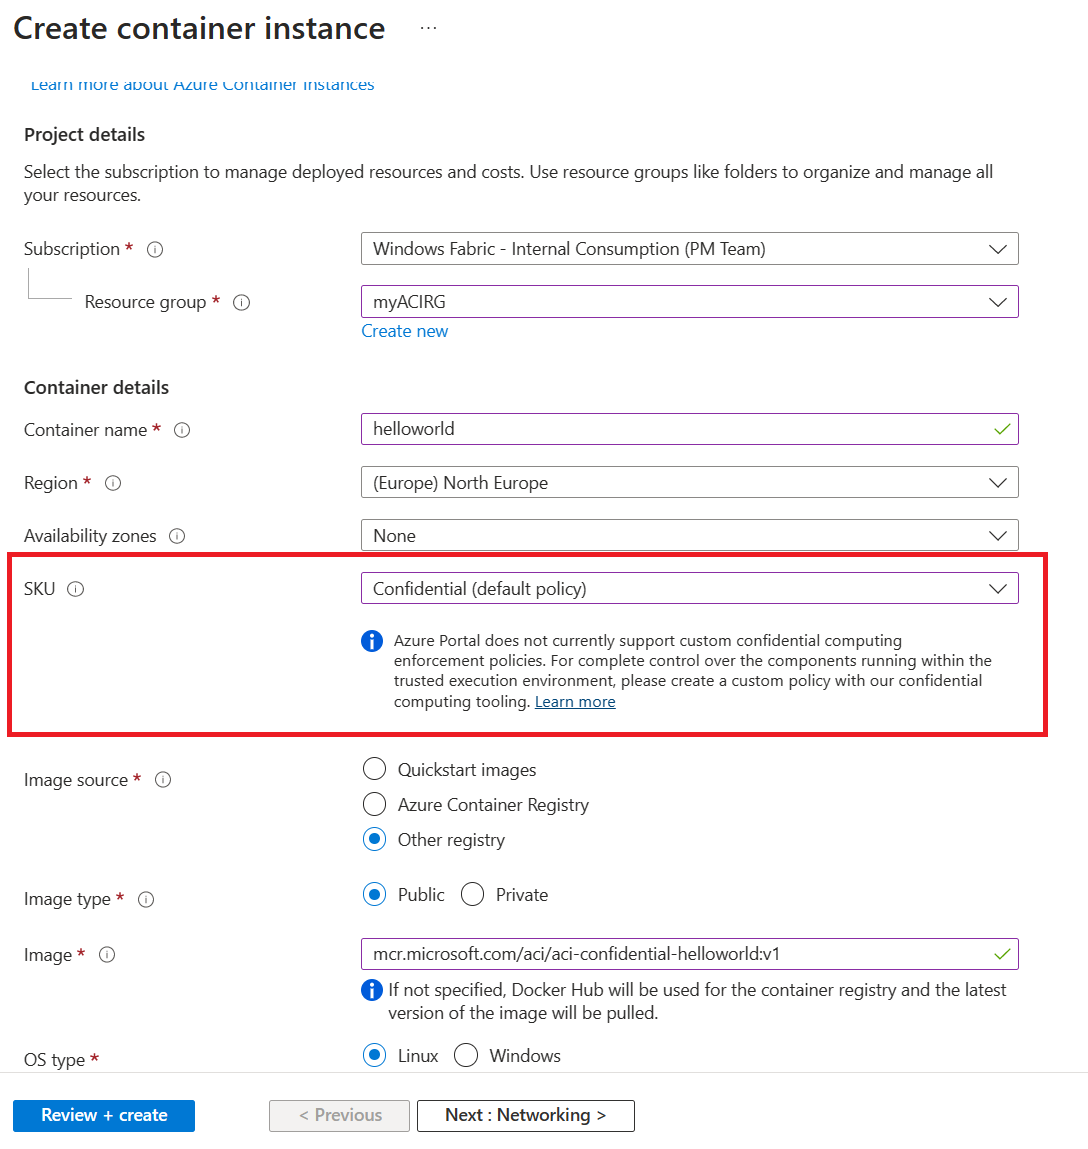 Create container instance ...
Learn more about Azure Container Instances
Project details
Select the subscription to manage deployed resources and costs. Use resource groups like folders to organize and manage all
your resources.
Subscription * Windows Fabric - Internal Consumption (PM Team)
Resource group * myACIRG
Create new
Container details
Container name * helloworld
Region * (Europe) North Europe
Availability zones None
SKU Confidential (default policy)
Azure Portal does not currently support custom confidential computing
enforcement policies. For complete control over the components running within the
trusted execution environment, please create a custom policy with our confidential
computing tooling. Learn more
Image source * Quickstart images
Azure Container Registry
Other registry
Image type * Public Private
Image * mcr.microsoft.com/aci/aci-confidential-helloworld:v1
If not specified, Docker Hub will be used for the container registry and the latest
version of the image will be pulled.
OS type * Linux Windows
Review + create < Previous Next : Networking >